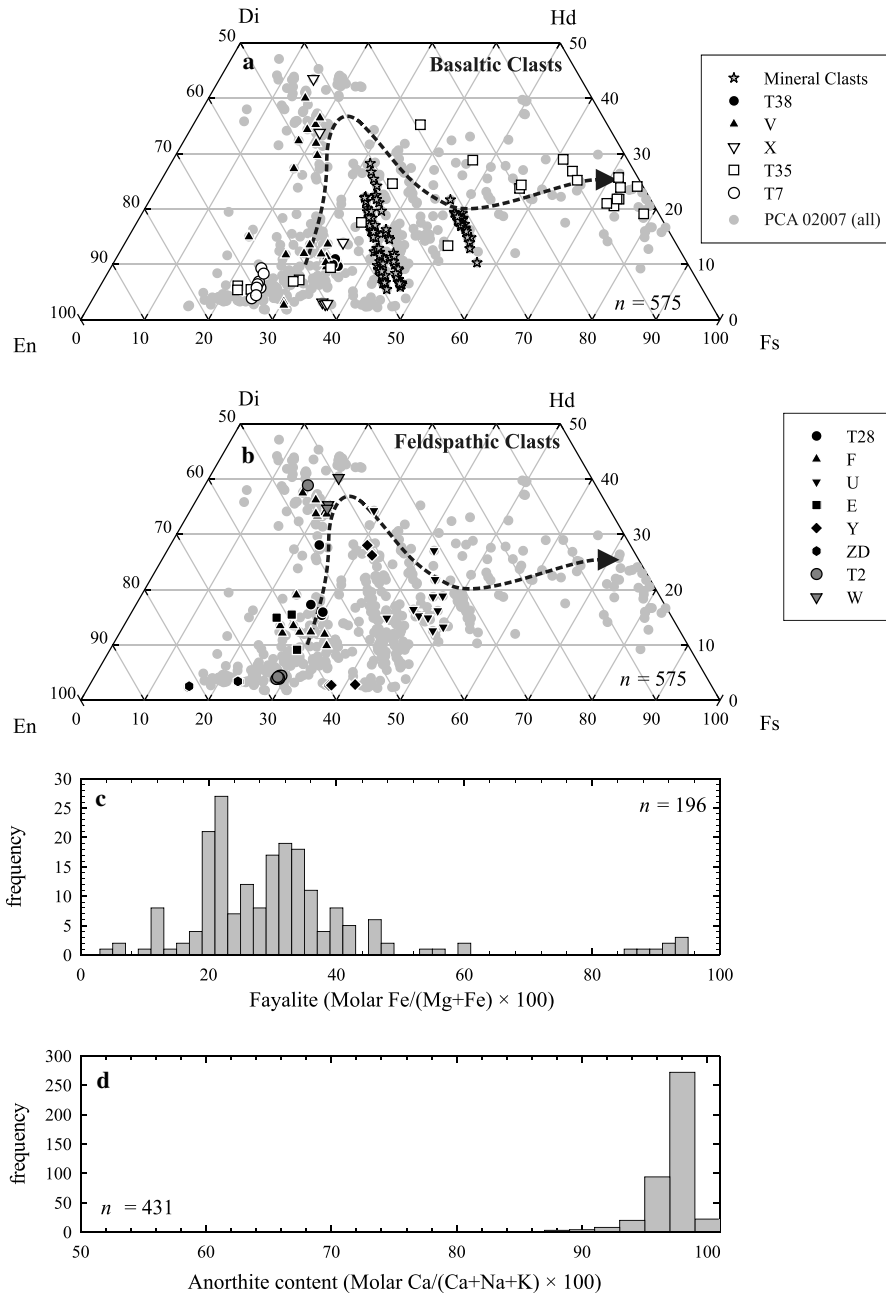 Di
Hd
50
50
a
Basaltic Clasts
60
40
70
30
80
20
90
10
n = 575
100
0
0 10 20 30 40 50 60 70 80 90 100
En
Fs
Mineral Clasts
T38
V
X
T35
T7
PCA 02007 (all)
Di
Hd
50
50
b
Feldspathic Clasts
60
40
70
30
80
20
90
10
n = 575
100
0
0 10 20 30 40 50 60 70 80 90 100
En
Fs
T28
F
U
E
Y
ZD
T2
W
30
25
20
15
10
5
0
frequency
c
n = 196
0 20 40 60 80 100
Fayalite (Molar Fe/(Mg+Fe) × 100)
300
250
200
150
100
50
0
frequency
d
n = 431
50 60 70 80 90 100
Anorthite content (Molar Ca/(Ca+Na+K) × 100)